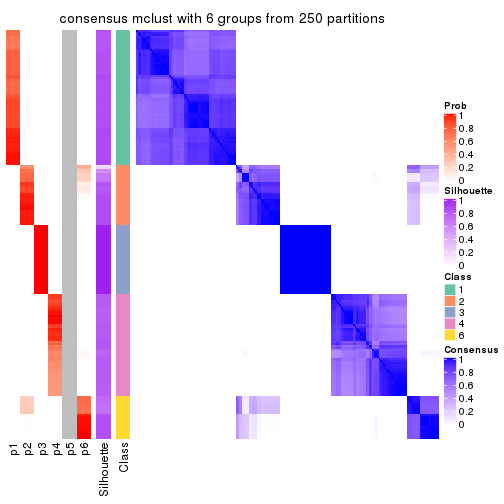 consensus mclust with 6 groups from 250 partitions
Prob
1
0.8
0.6
0.4
0.2
0
Silhouette
1
0.8
0.6
0.4
0.2
0
Class
1
2
3
4
6
Consensus
1
0.8
0.6
0.4
0.2
0
p1
p2
p3
p4
p5
p6
Silhouette
Class